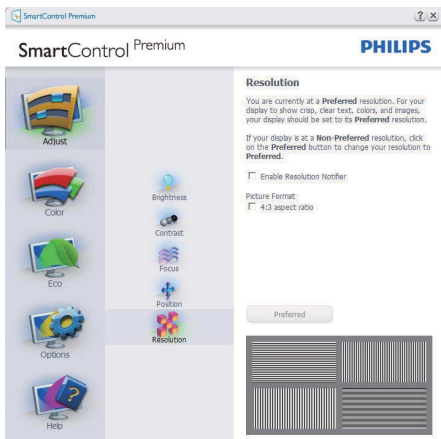 SmartControl Premium
? x
SmartControl Premium
PHILIPS
Adjust
Color
Eco
Options
Help
Brightness
Contrast
Focus
Position
Resolution
Resolution
You are currently at a Preferred resolution. For your
display to show crisp, clear text, colors, and images,
your display should be set to its Preferred resolution.
If your display is at a Non-Preferred resolution, click
on the Preferred button to change your resolution to
Preferred.
Enable Resolution Notifier
Picture Format
4:3 aspect ratio
Preferred